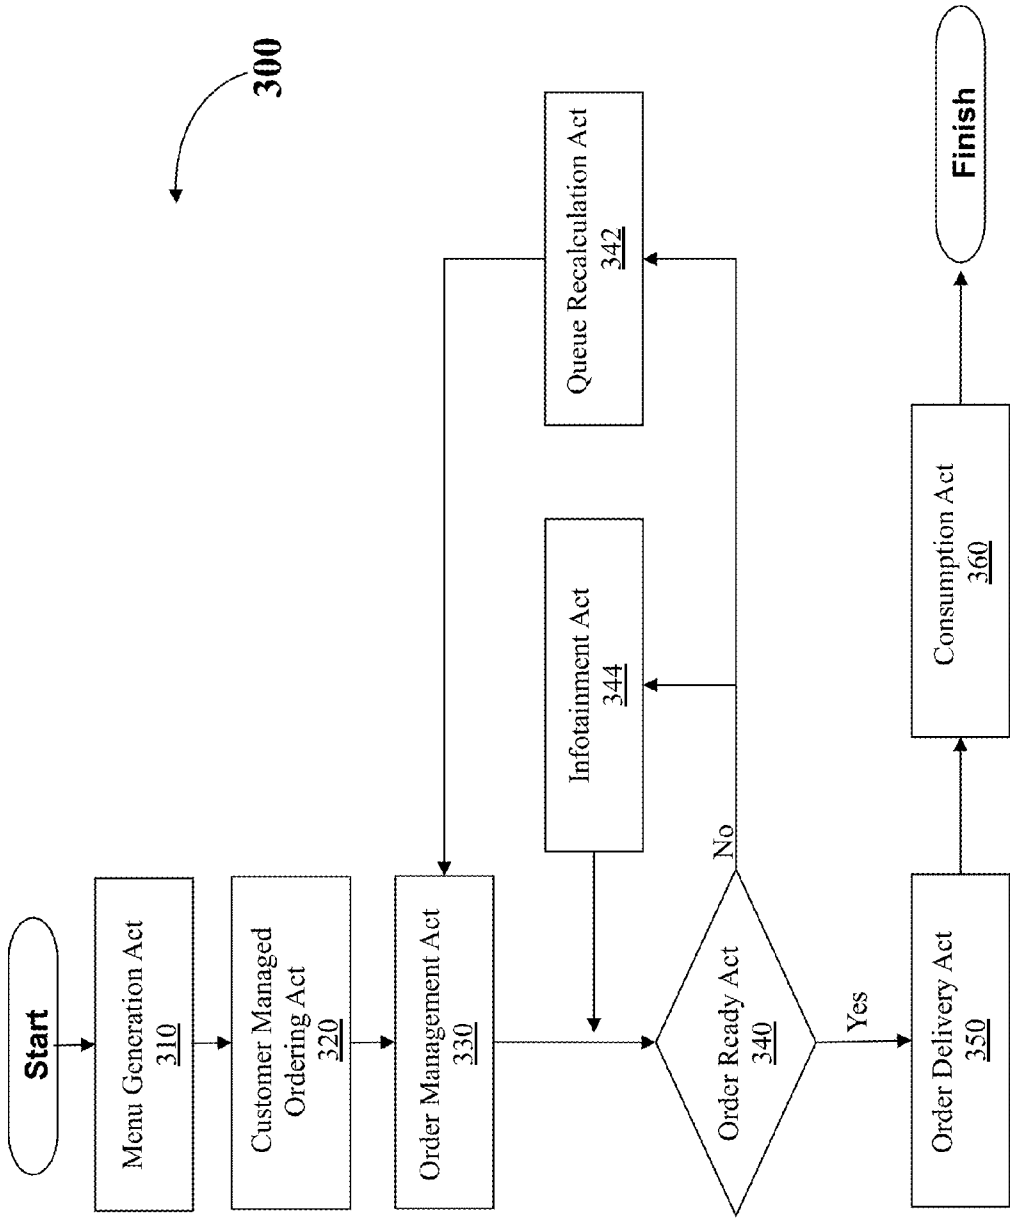 300
Start
Menu Generation Act
310
Customer Managed
Ordering Act
320
Order Management Act
330
Queue Recalculation Act
342
Infotainment Act
344
Order Ready Act
340
No
Yes
Order Delivery Act
350
Consumption Act
360
Finish